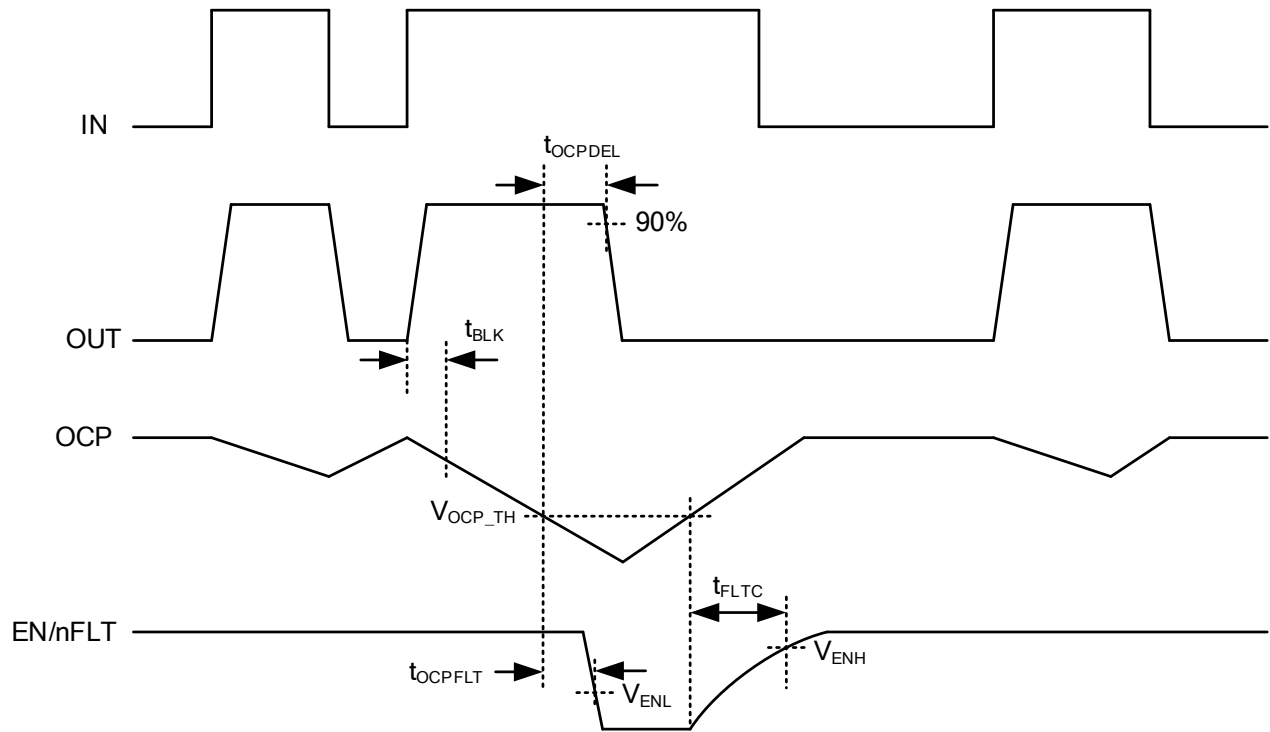 IN
tOCPDEL
90%
OUT
tBLK
OCP
VOCP_TH
tFLTC
EN/nFLT
VENH
tOCPFLT
VENL